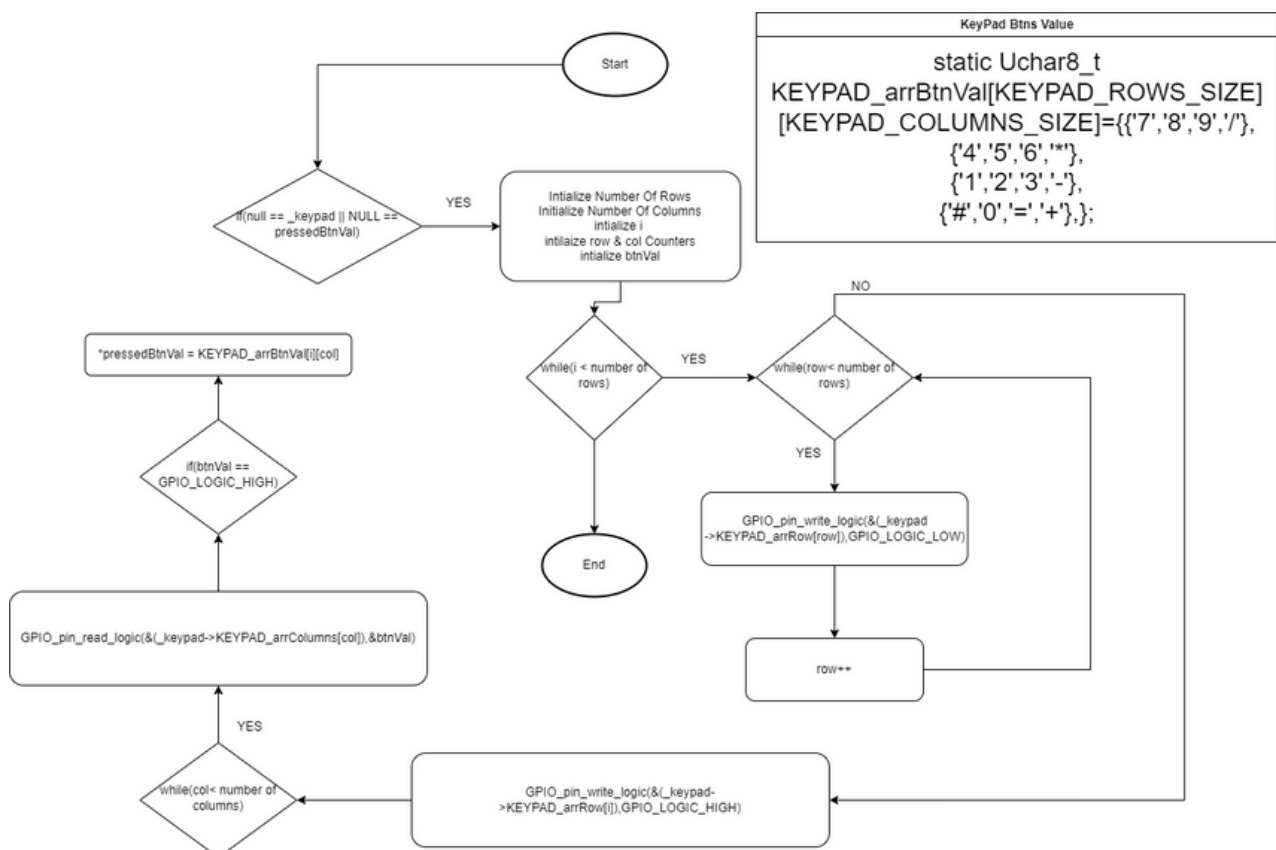 KeyPad Btns Value
static Uchar8_t
KEYPAD_arrBtnVal[KEYPAD_ROWS_SIZE]
[KEYPAD_COLUMNS_SIZE]={{'7','8','9','/'},
{'4','5','6','*'},
{'1','2','3','-'},
{'#','0','=','+'},};
Start
if(null == _keypad || NULL ==
pressedBtnVal)
YES
Intialize Number Of Rows
Initialize Number Of Columns
intialize i
intilaize row & col Counters
intialize btnVal
while(i < number of
rows)
YES
while(row< number of
rows)
NO
YES
GPIO_pin_write_logic(&(_keypad
->KEYPAD_arrRow[row]),GPIO_LOGIC_LOW)
row++
End
*pressedBtnVal = KEYPAD_arrBtnVal[i][col]
if(btnVal ==
GPIO_LOGIC_HIGH)
GPIO_pin_read_logic(&(_keypad->KEYPAD_arrColumns[col]),&btnVal)
YES
while(col< number of
columns)
GPIO_pin_write_logic(&(_keypad-
>KEYPAD_arrRow[i]),GPIO_LOGIC_HIGH)